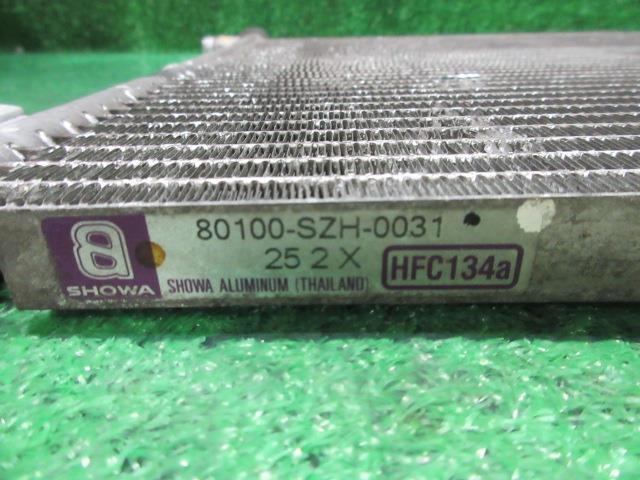 80100-SZH-0031
25 2 X
HFC134a
SHOWA
SHOWA ALUMINUM (THAILAND)